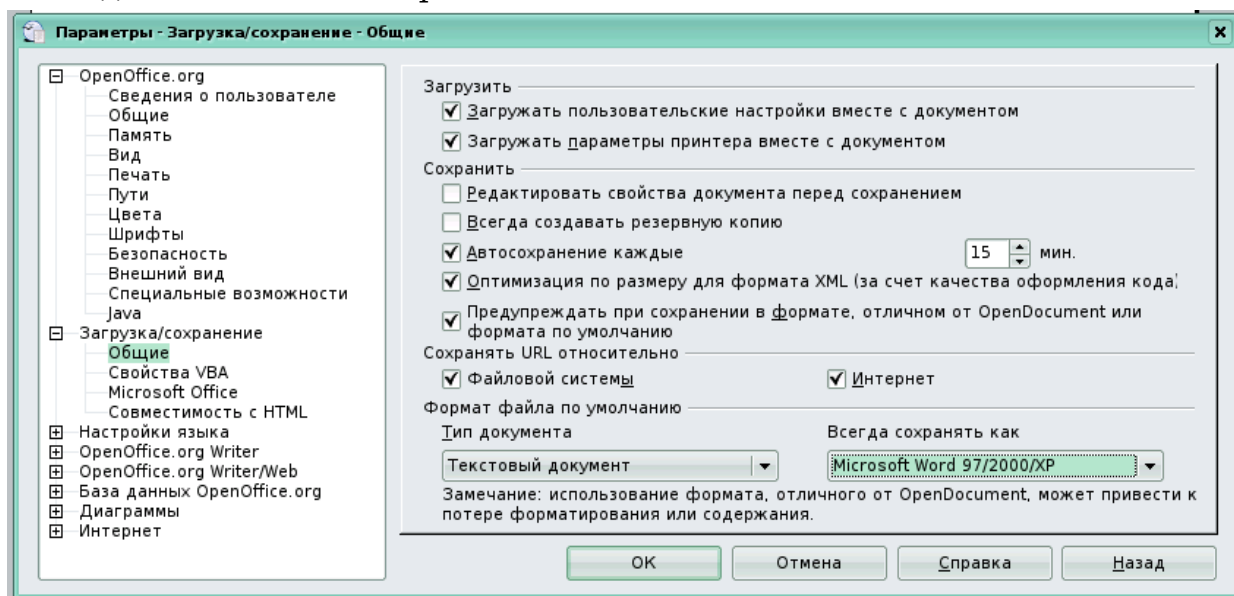 Параметры - Загрузка/сохранение - Общие
OpenOffice.org
Сведения о пользователе
Общие
Память
Вид
Печать
Пути
Цвета
Шрифты
Безопасность
Внешний вид
Специальные возможности
Java
Загрузка/сохранение
Общие
Свойства VBA
Microsoft Office
Совместимость с HTML
Настройки языка
OpenOffice.org Writer
OpenOffice.org Writer/Web
База данных OpenOffice.org
Диаграммы
Интернет
Загрузить
Загружать пользовательские настройки вместе с документом
Загружать параметры принтера вместе с документом
Сохранить
Редактировать свойства документа перед сохранением
Всегда создавать резервную копию
Автосохранение каждые 15 мин.
Оптимизация по размеру для формата XML (за счет качества оформления кода)
Предупреждать при сохранении в формате, отличном от OpenDocument или
формата по умолчанию
Сохранять URL относительно
Файловой системы Интернет
Формат файла по умолчанию
Тип документа Всегда сохранять как
Текстовый документ Microsoft Word 97/2000/XP
Замечание: использование формата, отличного от OpenDocument, может привести к
потере форматирования или содержания.
ОК Отмена Справка Назад